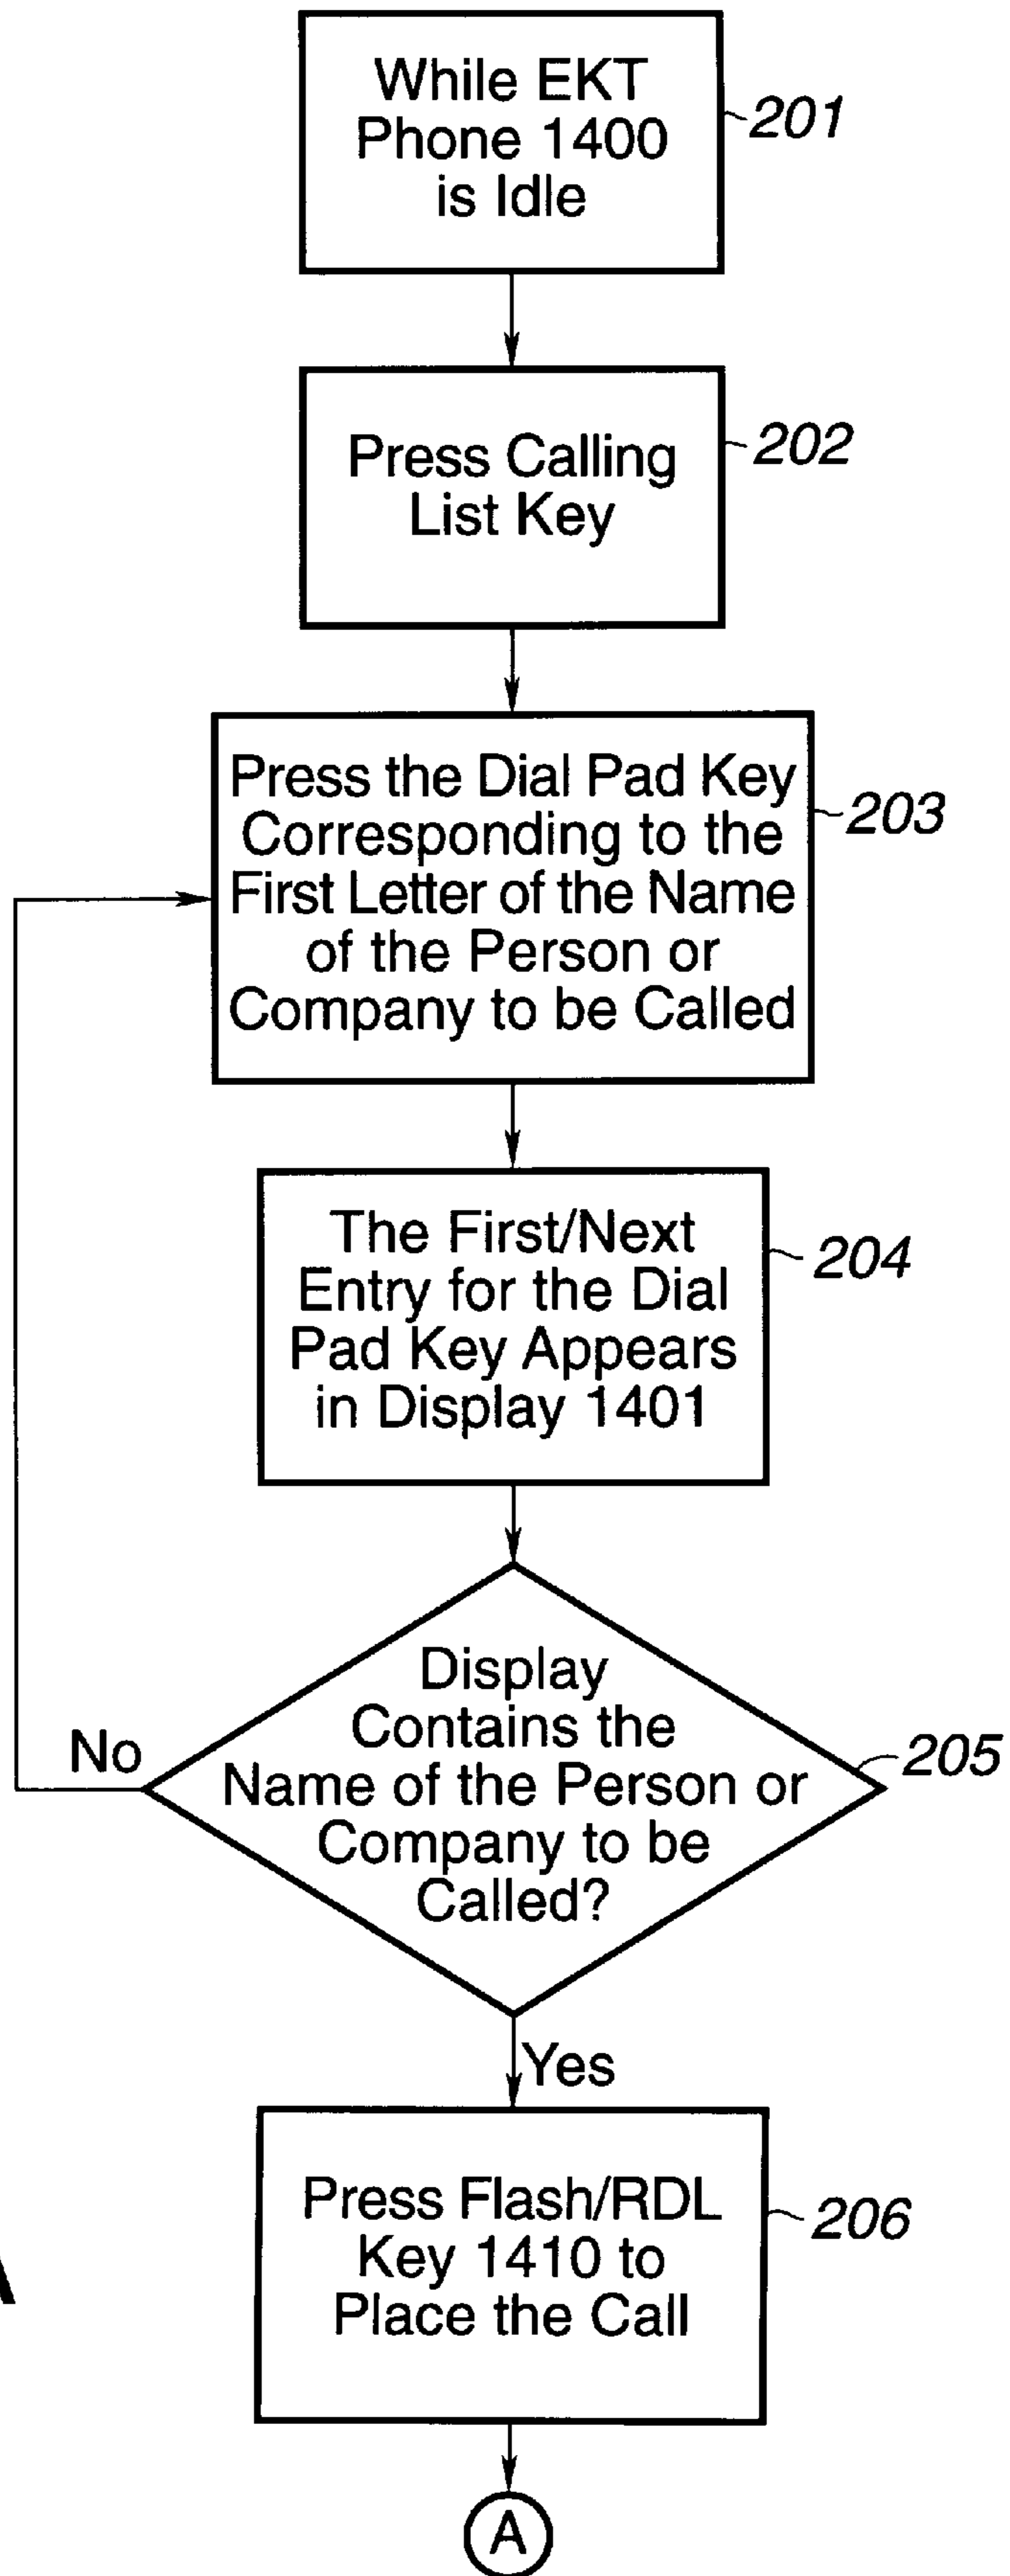 While EKT
Phone 1400
is Idle
201
Press Calling
List Key
202
Press the Dial Pad Key
Corresponding to the
First Letter of the Name
of the Person or
Company to be Called
203
The First/Next
Entry for the Dial
Pad Key Appears
in Display 1401
204
Display
Contains the
Name of the Person or
Company to be
Called?
205
No
Yes
Press Flash/RDL
Key 1410 to
Place the Call
206
A